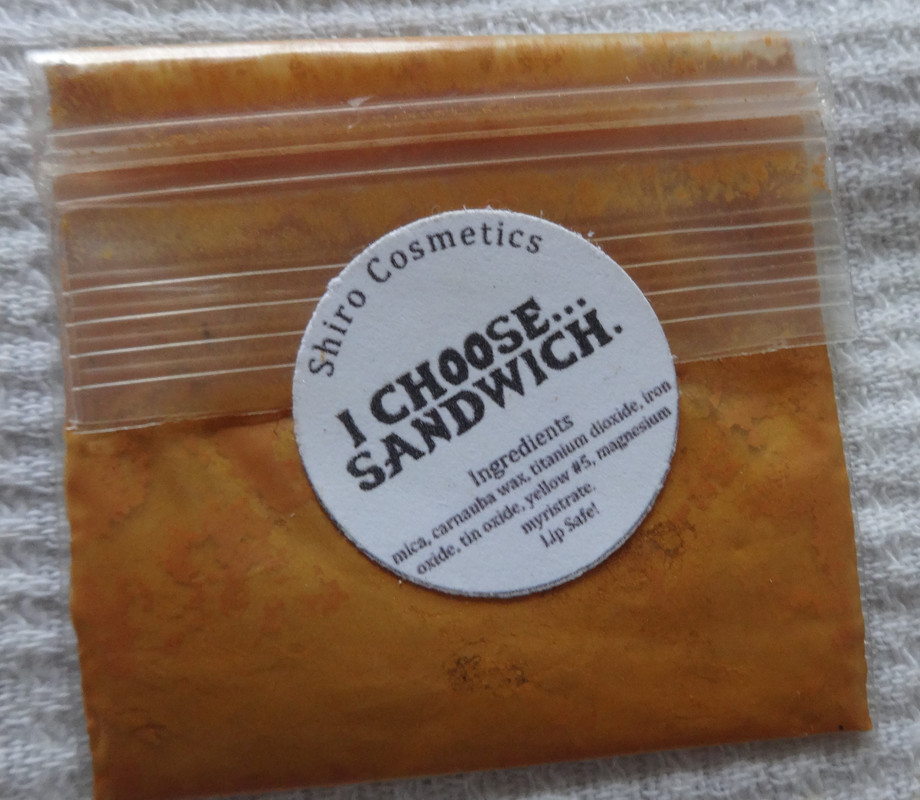 Shiro Cosmetics
I CHOOSE...
SANDWICH.
Ingredients
mica, carnauba wax, titanium dioxide, iron
oxide, tin oxide, yellow #5, magnesium
myristrate.
Lip Safe!